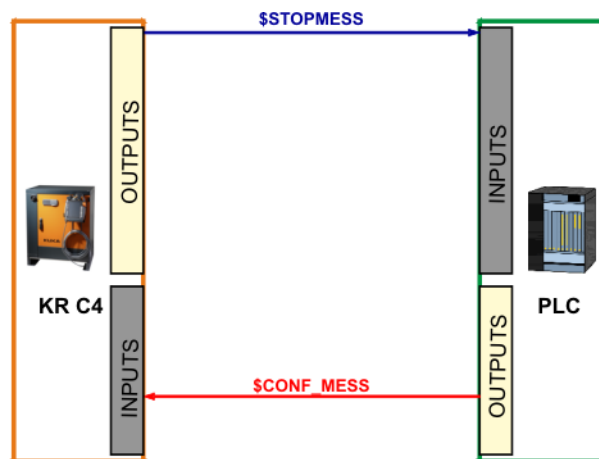 $STOPMESS
OUTPUTS
INPUTS
KR C4
PLC
INPUTS
OUTPUTS
$CONF_MESS